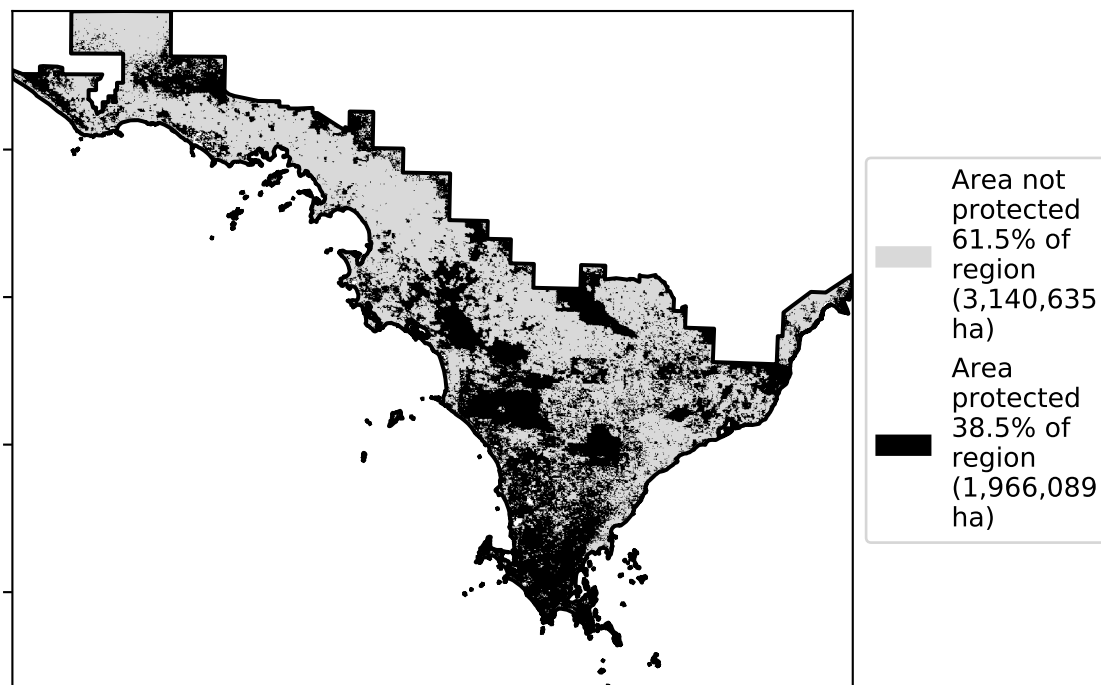 Area not
protected
61.5% of
region
(3,140,635
ha)
Area
protected
38.5% of
region
(1,966,089
ha)